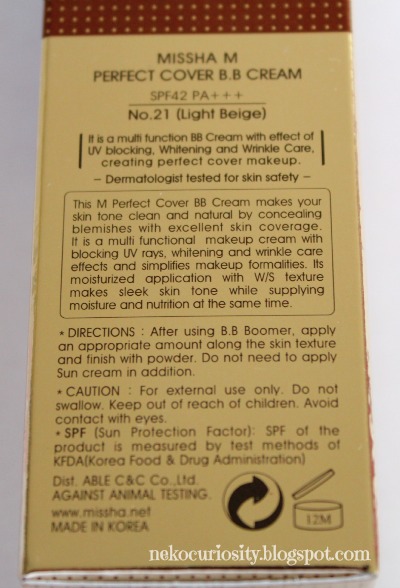 MISSHA M
PERFECT COVER B.B CREAM
SPF42 PA+++
No.21 (Light Beige)
It is a multi function BB Cream with effect of
UV blocking, Whitening and Wrinkle Care,
creating perfect cover makeup.
– Dermatologist tested for skin safety –
This M Perfect Cover BB Cream makes your
skin tone clean and natural by concealing
blemishes with excellent skin coverage.
It is a multi functional makeup cream with
blocking UV rays, whitening and wrinkle care
effects and simplifies makeup formalities. Its
moisturized application with W/S texture
makes sleek skin tone while supplying
moisture and nutrition at the same time.
* DIRECTIONS : After using B.B Boomer, apply
an appropriate amount along the skin texture
and finish with powder. Do not need to apply
Sun cream in addition.
* CAUTION : For external use only. Do not
swallow. Keep out of reach of children. Avoid
contact with eyes.
* SPF (Sun Protection Factor): SPF of the
product is measured by test methods of
KFDA(Korea Food & Drug Administration)
Dist. ABLE C&C Co.,Ltd.
AGAINST ANIMAL TESTING.
www.missha.net
MADE IN KOREA
12M
nekocuriosity.blogspot.com